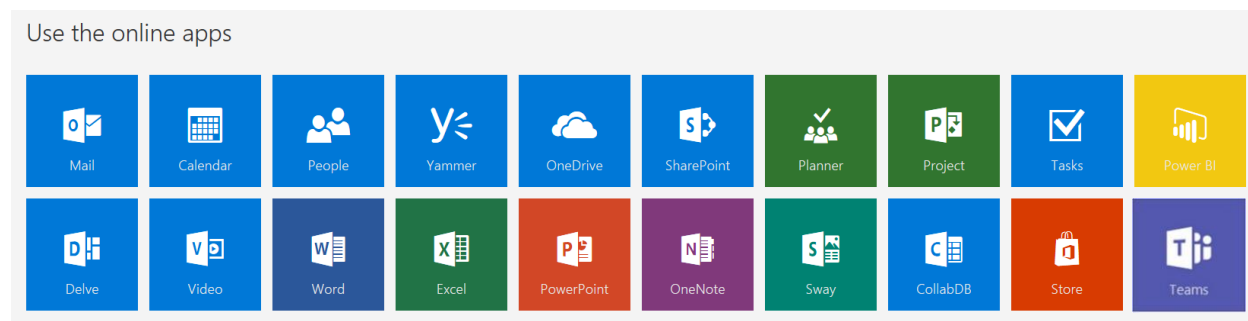 Use the online apps
Mail Calendar People Yammer OneDrive SharePoint Planner Project Tasks Power BI
Delve Video Word Excel PowerPoint OneNote Sway CollabDB Store Teams